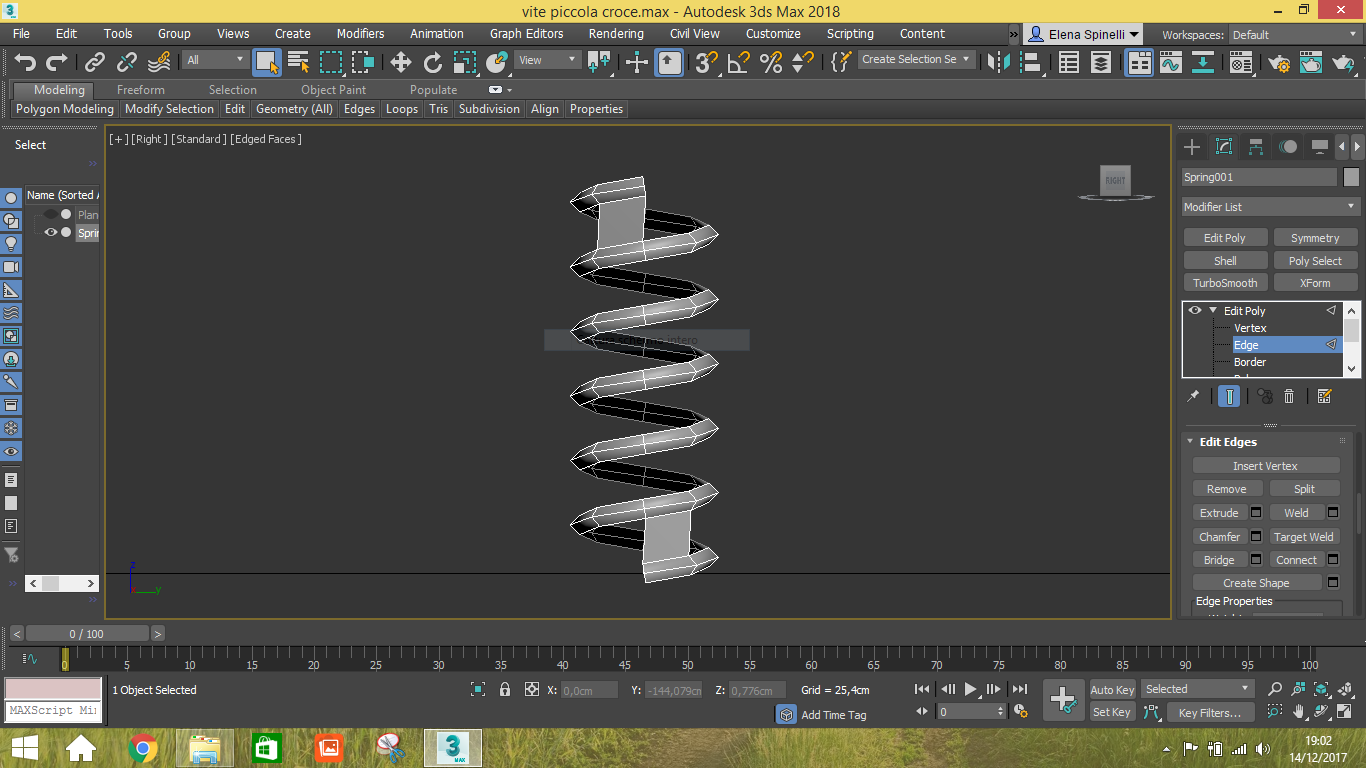 vite piccola croce.max - Autodesk 3ds Max 2018
File Edit Tools Group Views Create Modifiers Animation Graph Editors Rendering Civil View Customize Scripting Content » Elena Spinelli Workspaces: Default
All View Create Selection Se
Modeling Freeform Selection Object Paint Populate
Polygon Modeling Modify Selection Edit Geometry (All) Edges Loops Tris Subdivision Align Properties
Select
Name (Sorted A
Plan
Sprin
[+] [Right ] [Standard ] [Edged Faces ]
RIGHT
schermo intero
z
y
Spring001
Modifier List
Edit Poly Symmetry
Shell Poly Select
TurboSmooth XForm
Edit Poly
Vertex
Edge
Border
Edit Edges
Insert Vertex
Remove Split
Extrude Weld
Chamfer Target Weld
Bridge Connect
Create Shape
Edge Properties
< 0 / 100 >
0 5 10 15 20 25 30 35 40 45 50 55 60 65 70 75 80 85 90 95 100
1 Object Selected X: 0,0cm Y: -144,079cm Z: 0,776cm Grid = 25,4cm Auto Key Selected
MAXScript Min Add Time Tag 0 Set Key Key Filters...
3 MAX
19:02
14/12/2017